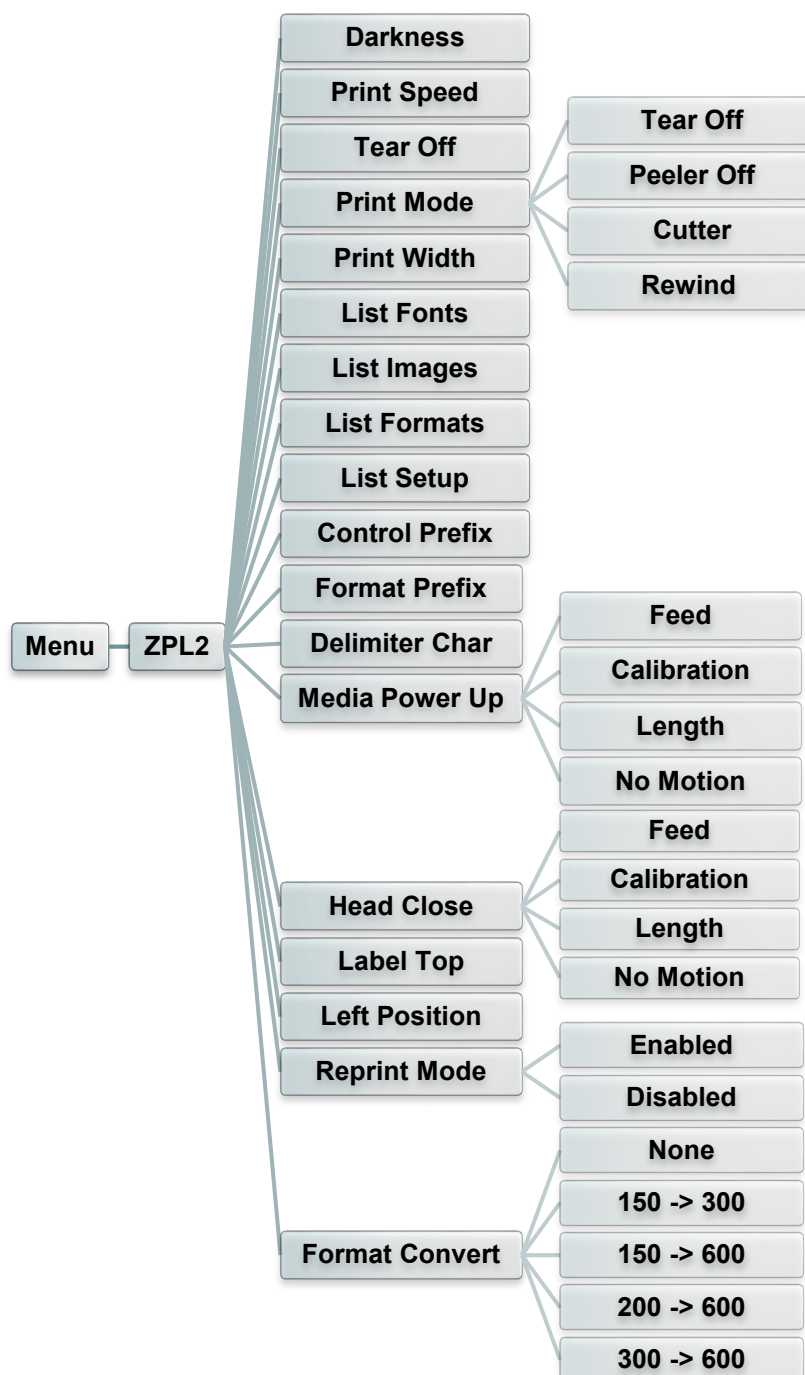 Menu
ZPL2
Darkness
Print Speed
Tear Off
Print Mode
Tear Off
Peeler Off
Cutter
Rewind
Print Width
List Fonts
List Images
List Formats
List Setup
Control Prefix
Format Prefix
Delimiter Char
Media Power Up
Feed
Calibration
Length
No Motion
Head Close
Feed
Calibration
Length
No Motion
Label Top
Left Position
Reprint Mode
Enabled
Disabled
Format Convert
None
150 -> 300
150 -> 600
200 -> 600
300 -> 600